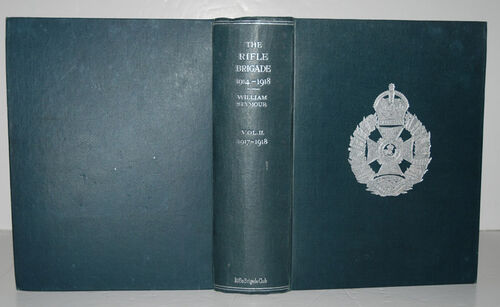 THE
RIFLE
BRIGADE
1914-1918
WILLIAM
SEYMOUR
VOL. II.
1917-1918
Rifle Brigade Club